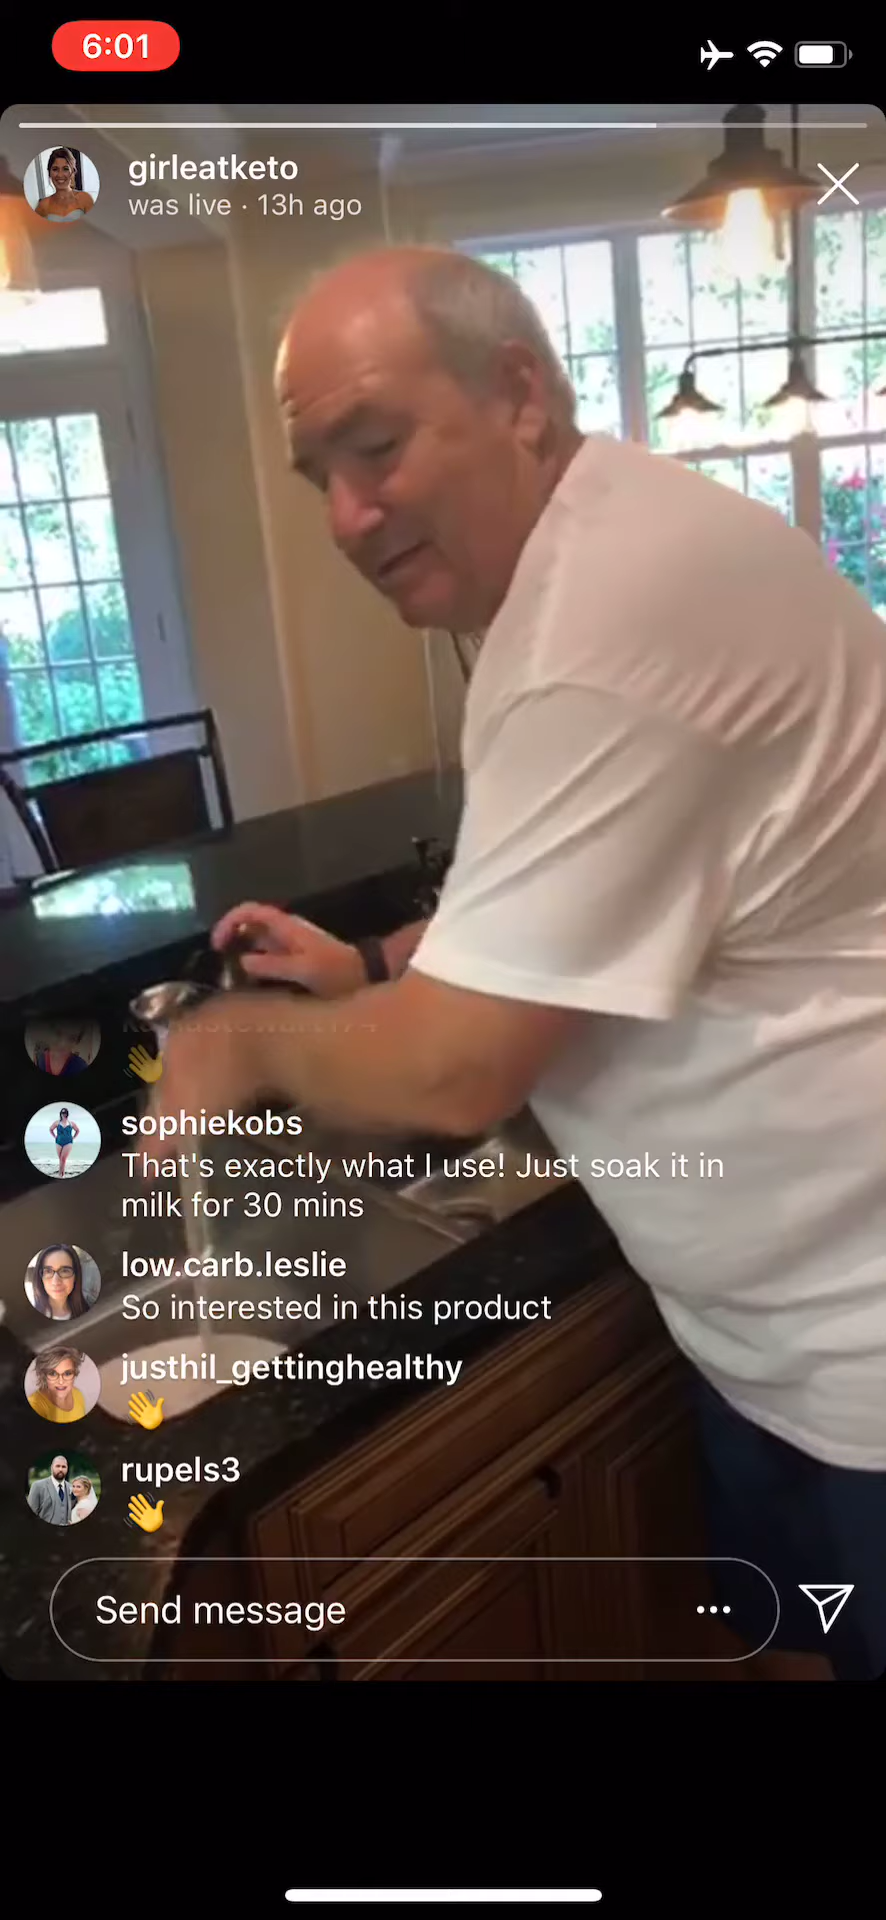 6:01
girleatketo
was live · 13h ago
sophiekobs
That's exactly what I use! Just soak it in
milk for 30 mins
low.carb.leslie
So interested in this product
justhil_gettinghealthy
👋
rupels3
👋
Send message